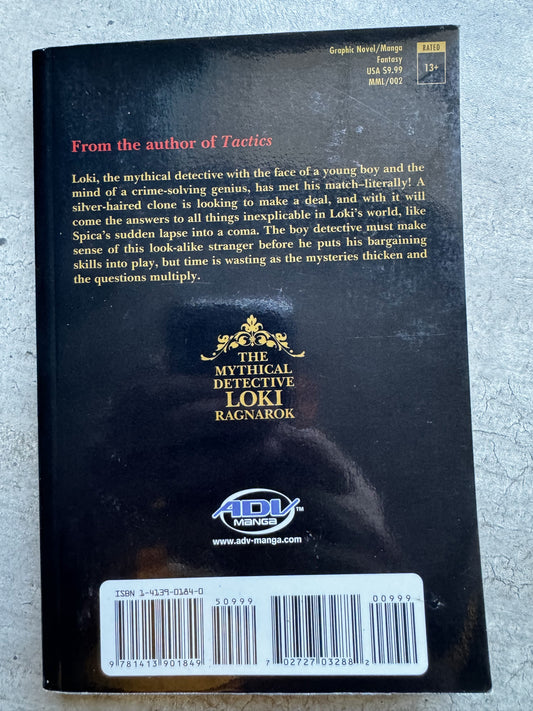 Graphic Novel/Manga
Fantasy
USA $9.99
MML/002
RATED
13+
From the author of Tactics
Loki, the mythical detective with the face of a young boy and the
mind of a crime-solving genius, has met his match–literally! A
silver-haired clone is looking to make a deal, and with it will
come the answers to all things inexplicable in Loki's world, like
Spica's sudden lapse into a coma. The boy detective must make
sense of this look-alike stranger before he puts his bargaining
skills into play, but time is wasting as the mysteries thicken and
the questions multiply.
THE
MYTHICAL
DETECTIVE
LOKI
RAGNAROK
ADV™
MANGA
www.adv-manga.com
ISBN 1-4139-0184-0
50999
00999
9 781413 901849
7 02727 03288 2